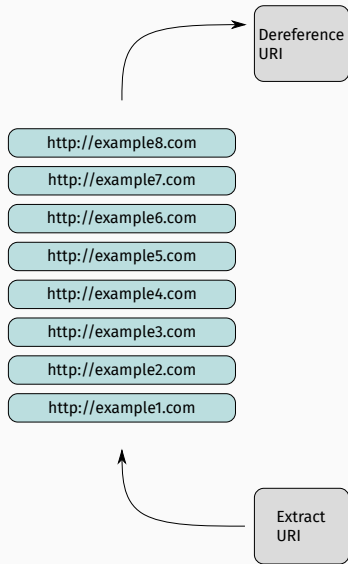 Dereference
URI
http://example8.com
http://example7.com
http://example6.com
http://example5.com
http://example4.com
http://example3.com
http://example2.com
http://example1.com
Extract
URI